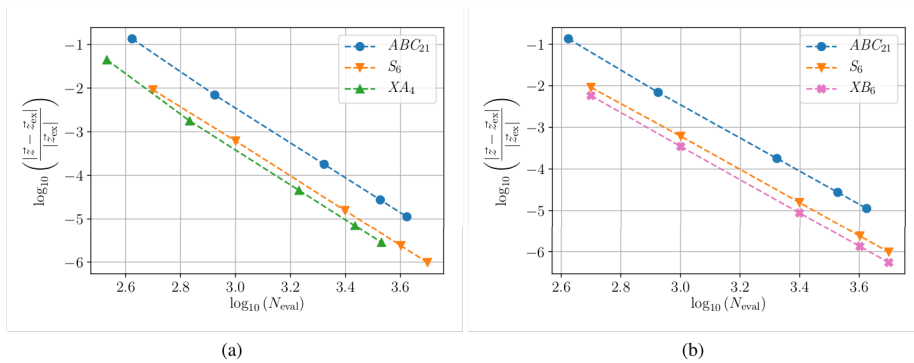 −1
−2
−3
−4
−5
−6
2.6 2.8 3.0 3.2 3.4 3.6
log10 (Neval)
log10 (|z⃗ − z⃗ex| / |z⃗ex|)
ABC21
S6
XA4
(a)
−1
−2
−3
−4
−5
−6
2.6 2.8 3.0 3.2 3.4 3.6
log10 (Neval)
log10 (|z⃗ − z⃗ex| / |z⃗ex|)
ABC21
S6
XB6
(b)